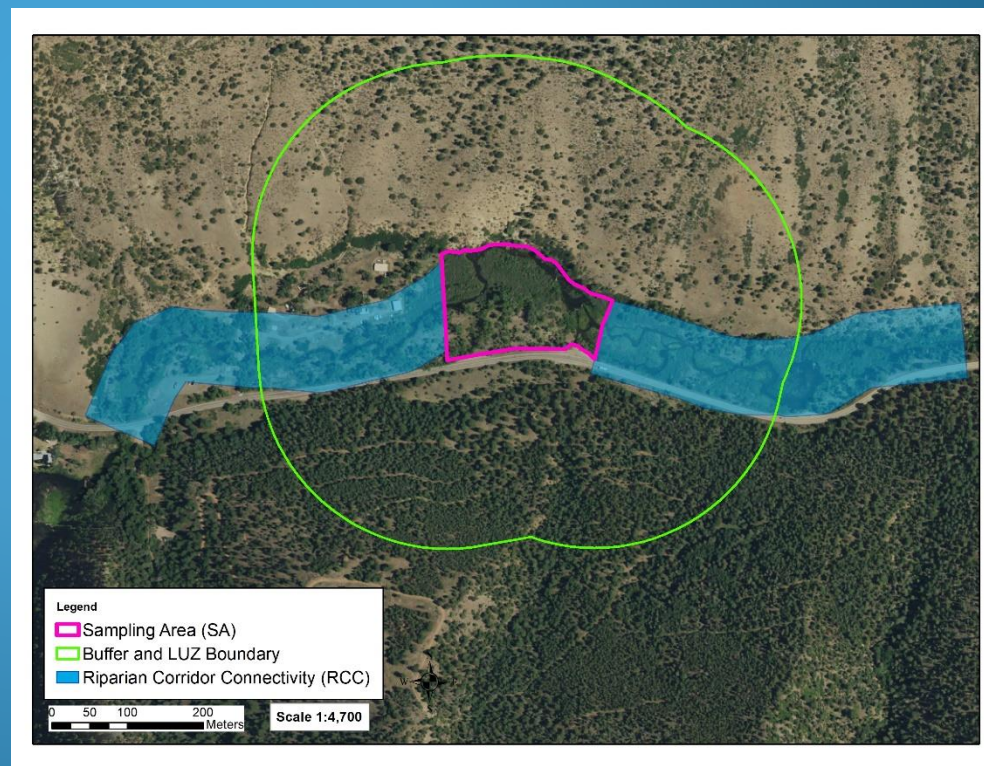 Legend
Sampling Area (SA)
Buffer and LUZ Boundary
Riparian Corridor Connectivity (RCC)
0 50 100 200
Meters
Scale 1:4,700